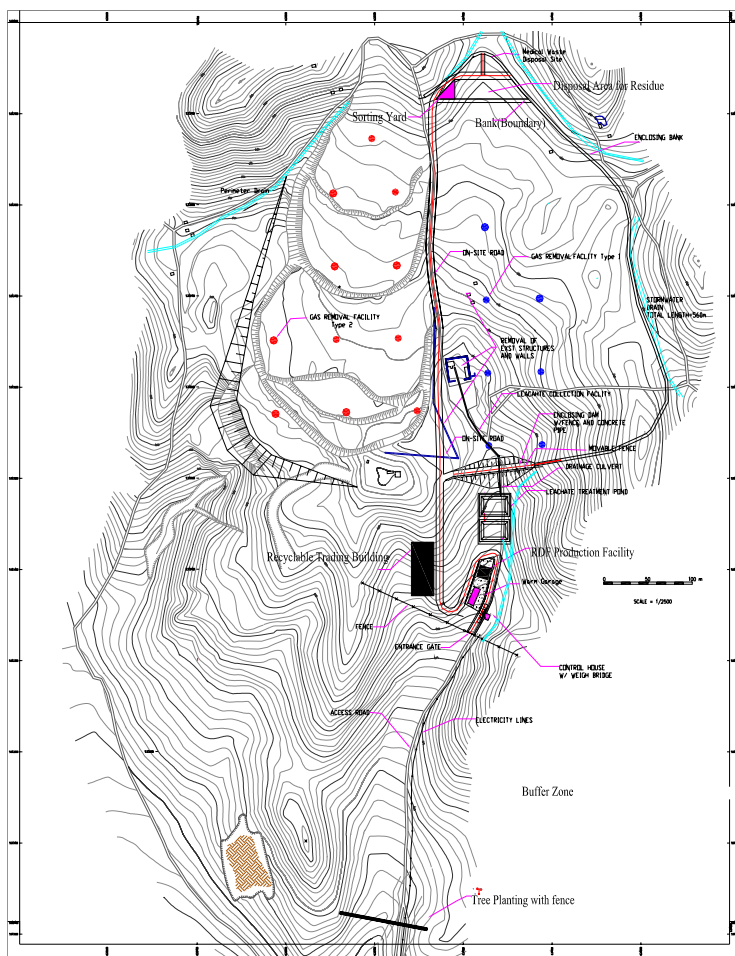 Medical Waste
Disposal Site
Disposal Area for Residue
Sorting Yard
Bank(Boundary)
ENCLOSING BANK
Perimeter Drain
ON-SITE ROAD
GAS REMOVAL FACILITY Type 1
STORMWATER
DRAIN
TOTAL LENGTH=560m
GAS REMOVAL FACILITY
Type 2
REMOVAL OF
EXIST STRUCTURES
AND WALLS
LEACAHTE COLLECTION FACILITY
ENCLOSING DAM
W/FENCE AND CONCRETE
PIPE
ON-SITE ROAD
MOVABLE FENCE
DRAINAGE CULVERT
LEACHATE TREATMENT POND
Recyclable Trading Building
RDF Production Facility
0 50 100 m
SCALE = 1/2500
FENCE
ENTRANCE GATE
CONTROL HOUSE
W/ WEIGH BRIDGE
ACCESS ROAD
ELECTRICITY LINES
Buffer Zone
Tree Planting with fence